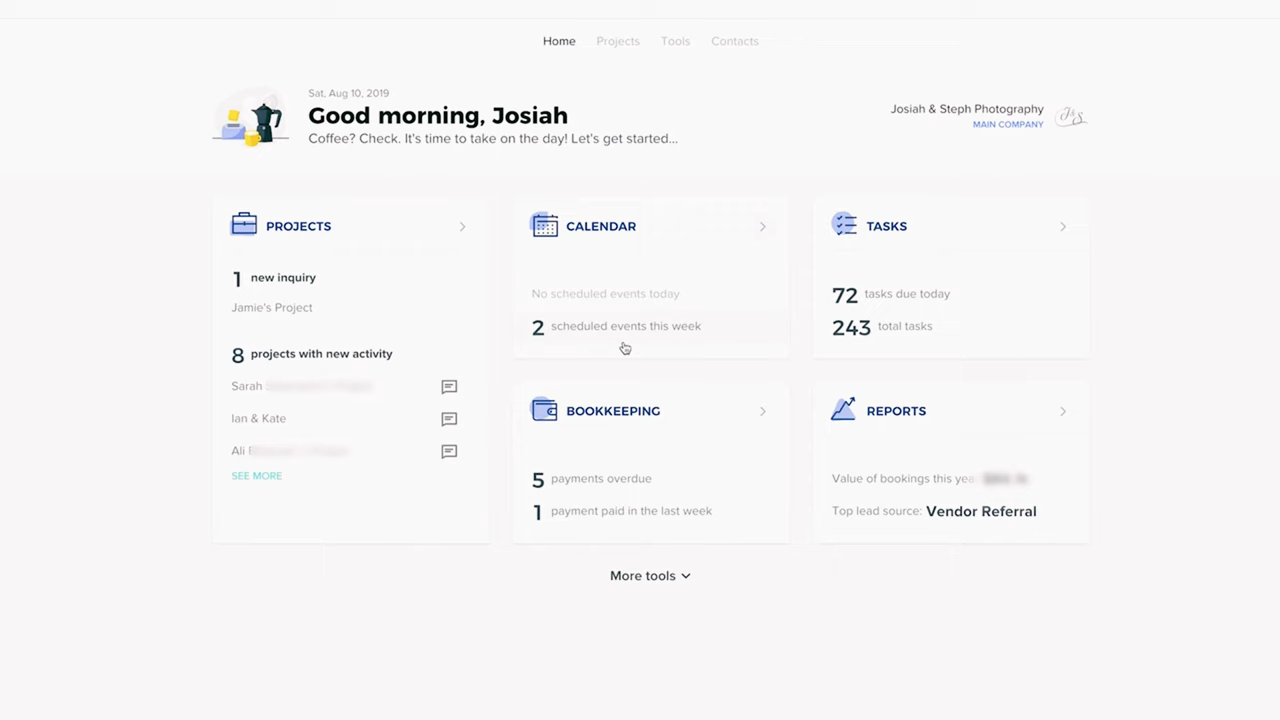 Home Projects Tools Contacts
Sat, Aug 10, 2019
Good morning, Josiah
Coffee? Check. It's time to take on the day! Let's get started...
Josiah & Steph Photography
MAIN COMPANY
J&S
PROJECTS
1 new inquiry
Jamie's Project
8 projects with new activity
Sarah
Ian & Kate
Ali
SEE MORE
CALENDAR
No scheduled events today
2 scheduled events this week
TASKS
72 tasks due today
243 total tasks
BOOKKEEPING
5 payments overdue
1 payment paid in the last week
REPORTS
Value of bookings this yea
Top lead source: Vendor Referral
More tools